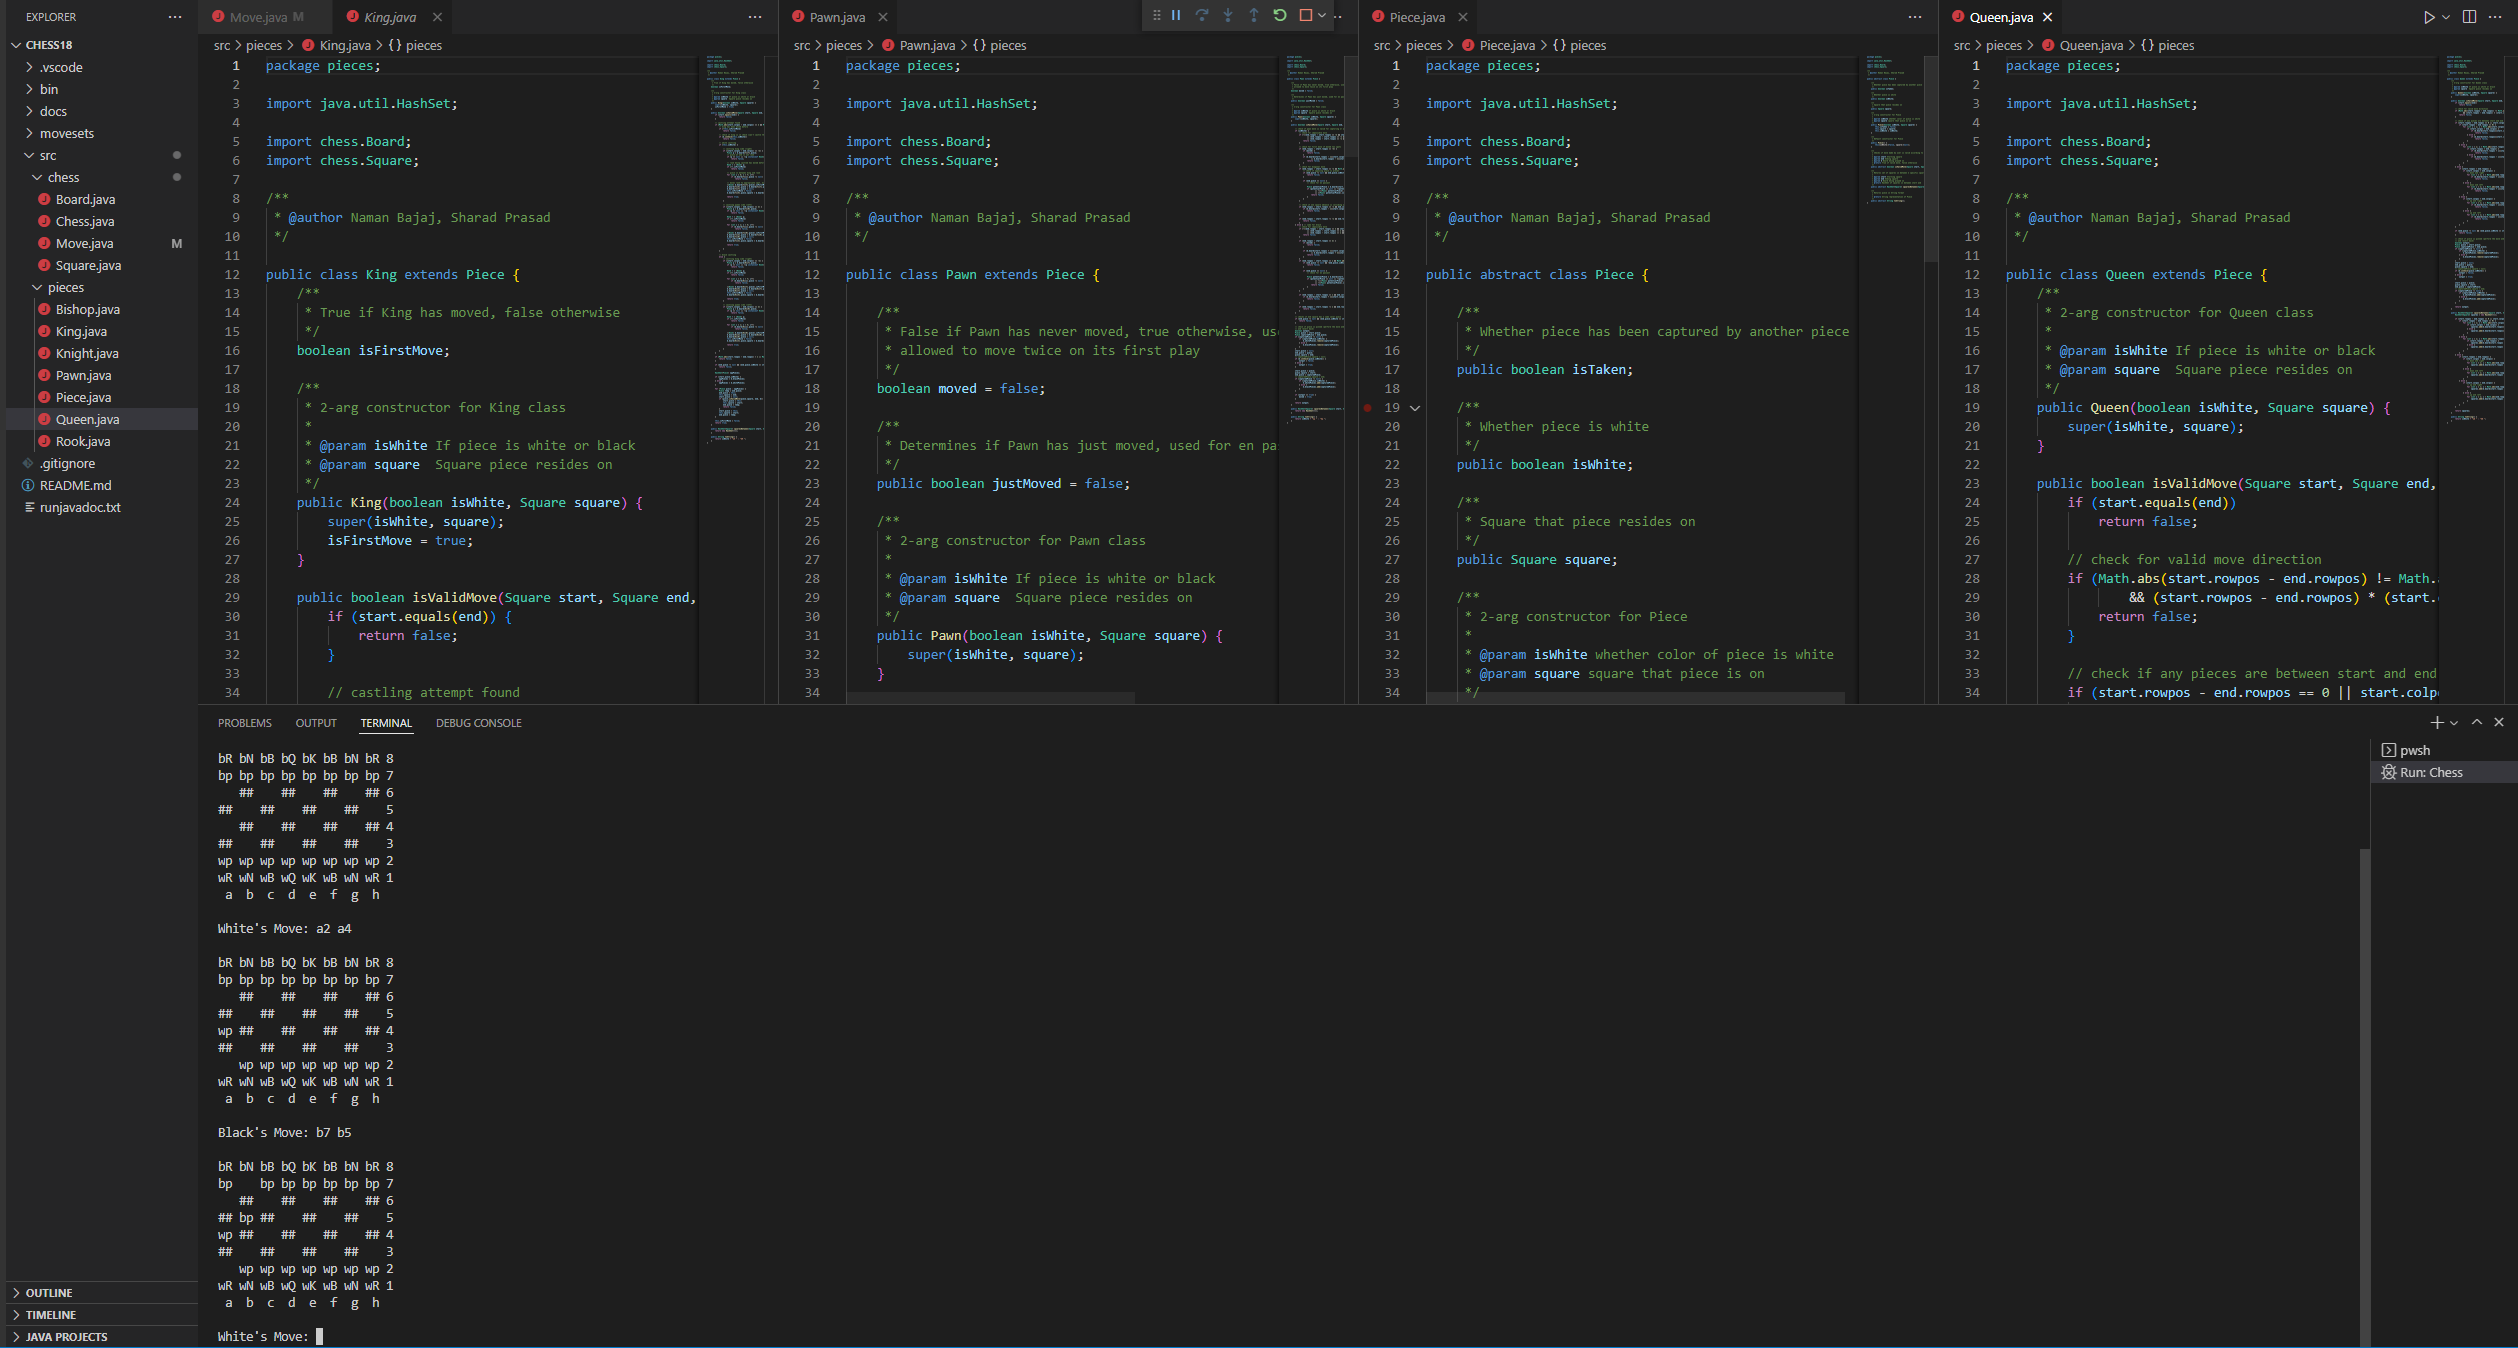 EXPLORER
CHESS18
.vscode
bin
docs
movesets
src
chess
Board.java
Chess.java
Move.java M
Square.java
pieces
Bishop.java
King.java
Knight.java
Pawn.java
Piece.java
Queen.java
Rook.java
.gitignore
README.md
runjavadoc.txt
OUTLINE
TIMELINE
JAVA PROJECTS
Move.java M King.java
src > pieces > King.java > {} pieces
1 package pieces;
2
3 import java.util.HashSet;
4
5 import chess.Board;
6 import chess.Square;
7
8 /**
9 * @author Naman Bajaj, Sharad Prasad
10 */
11
12 public class King extends Piece {
13 /**
14 * True if King has moved, false otherwise
15 */
16 boolean isFirstMove;
17
18 /**
19 * 2-arg constructor for King class
20 *
21 * @param isWhite If piece is white or black
22 * @param square  Square piece resides on
23 */
24 public King(boolean isWhite, Square square) {
25 super(isWhite, square);
26 isFirstMove = true;
27 }
28
29 public boolean isValidMove(Square start, Square end,
30 if (start.equals(end)) {
31 return false;
32 }
33
34 // castling attempt found
Pawn.java
src > pieces > Pawn.java > {} pieces
1 package pieces;
2
3 import java.util.HashSet;
4
5 import chess.Board;
6 import chess.Square;
7
8 /**
9 * @author Naman Bajaj, Sharad Prasad
10 */
11
12 public class Pawn extends Piece {
13
14 /**
15 * False if Pawn has never moved, true otherwise, us
16 * allowed to move twice on its first play
17 */
18 boolean moved = false;
19
20 /**
21 * Determines if Pawn has just moved, used for en pa
22 */
23 public boolean justMoved = false;
24
25 /**
26 * 2-arg constructor for Pawn class
27 *
28 * @param isWhite If piece is white or black
29 * @param square  Square piece resides on
30 */
31 public Pawn(boolean isWhite, Square square) {
32 super(isWhite, square);
33 }
34
Piece.java
src > pieces > Piece.java > {} pieces
1 package pieces;
2
3 import java.util.HashSet;
4
5 import chess.Board;
6 import chess.Square;
7
8 /**
9 * @author Naman Bajaj, Sharad Prasad
10 */
11
12 public abstract class Piece {
13
14 /**
15 * Whether piece has been captured by another piece
16 */
17 public boolean isTaken;
18
19 /**
20 * Whether piece is white
21 */
22 public boolean isWhite;
23
24 /**
25 * Square that piece resides on
26 */
27 public Square square;
28
29 /**
30 * 2-arg constructor for Piece
31 *
32 * @param isWhite whether color of piece is white
33 * @param square square that piece is on
34 */
Queen.java
src > pieces > Queen.java > {} pieces
1 package pieces;
2
3 import java.util.HashSet;
4
5 import chess.Board;
6 import chess.Square;
7
8 /**
9 * @author Naman Bajaj, Sharad Prasad
10 */
11
12 public class Queen extends Piece {
13 /**
14 * 2-arg constructor for Queen class
15 *
16 * @param isWhite If piece is white or black
17 * @param square  Square piece resides on
18 */
19 public Queen(boolean isWhite, Square square) {
20 super(isWhite, square);
21 }
22
23 public boolean isValidMove(Square start, Square end,
24 if (start.equals(end))
25 return false;
26
27 // check for valid move direction
28 if (Math.abs(start.rowpos - end.rowpos) != Math.
29 && (start.rowpos - end.rowpos) * (start.
30 return false;
31 }
32
33 // check if any pieces are between start and end
34 if (start.rowpos - end.rowpos == 0 || start.colp
PROBLEMS OUTPUT TERMINAL DEBUG CONSOLE
bR bN bB bQ bK bB bN bR 8
bp bp bp bp bp bp bp bp 7
   ##    ##    ##    ## 6
##    ##    ##    ##    5
   ##    ##    ##    ## 4
##    ##    ##    ##    3
wp wp wp wp wp wp wp wp 2
wR wN wB wQ wK wB wN wR 1
 a  b  c  d  e  f  g  h
White's Move: a2 a4
bR bN bB bQ bK bB bN bR 8
bp bp bp bp bp bp bp bp 7
   ##    ##    ##    ## 6
##    ##    ##    ##    5
wp ##    ##    ##    ## 4
##    ##    ##    ##    3
   wp wp wp wp wp wp wp 2
wR wN wB wQ wK wB wN wR 1
 a  b  c  d  e  f  g  h
Black's Move: b7 b5
bR bN bB bQ bK bB bN bR 8
bp    bp bp bp bp bp bp 7
   ##    ##    ##    ## 6
## bp ##    ##    ##    5
wp ##    ##    ##    ## 4
##    ##    ##    ##    3
   wp wp wp wp wp wp wp 2
wR wN wB wQ wK wB wN wR 1
 a  b  c  d  e  f  g  h
White's Move:
pwsh
Run: Chess